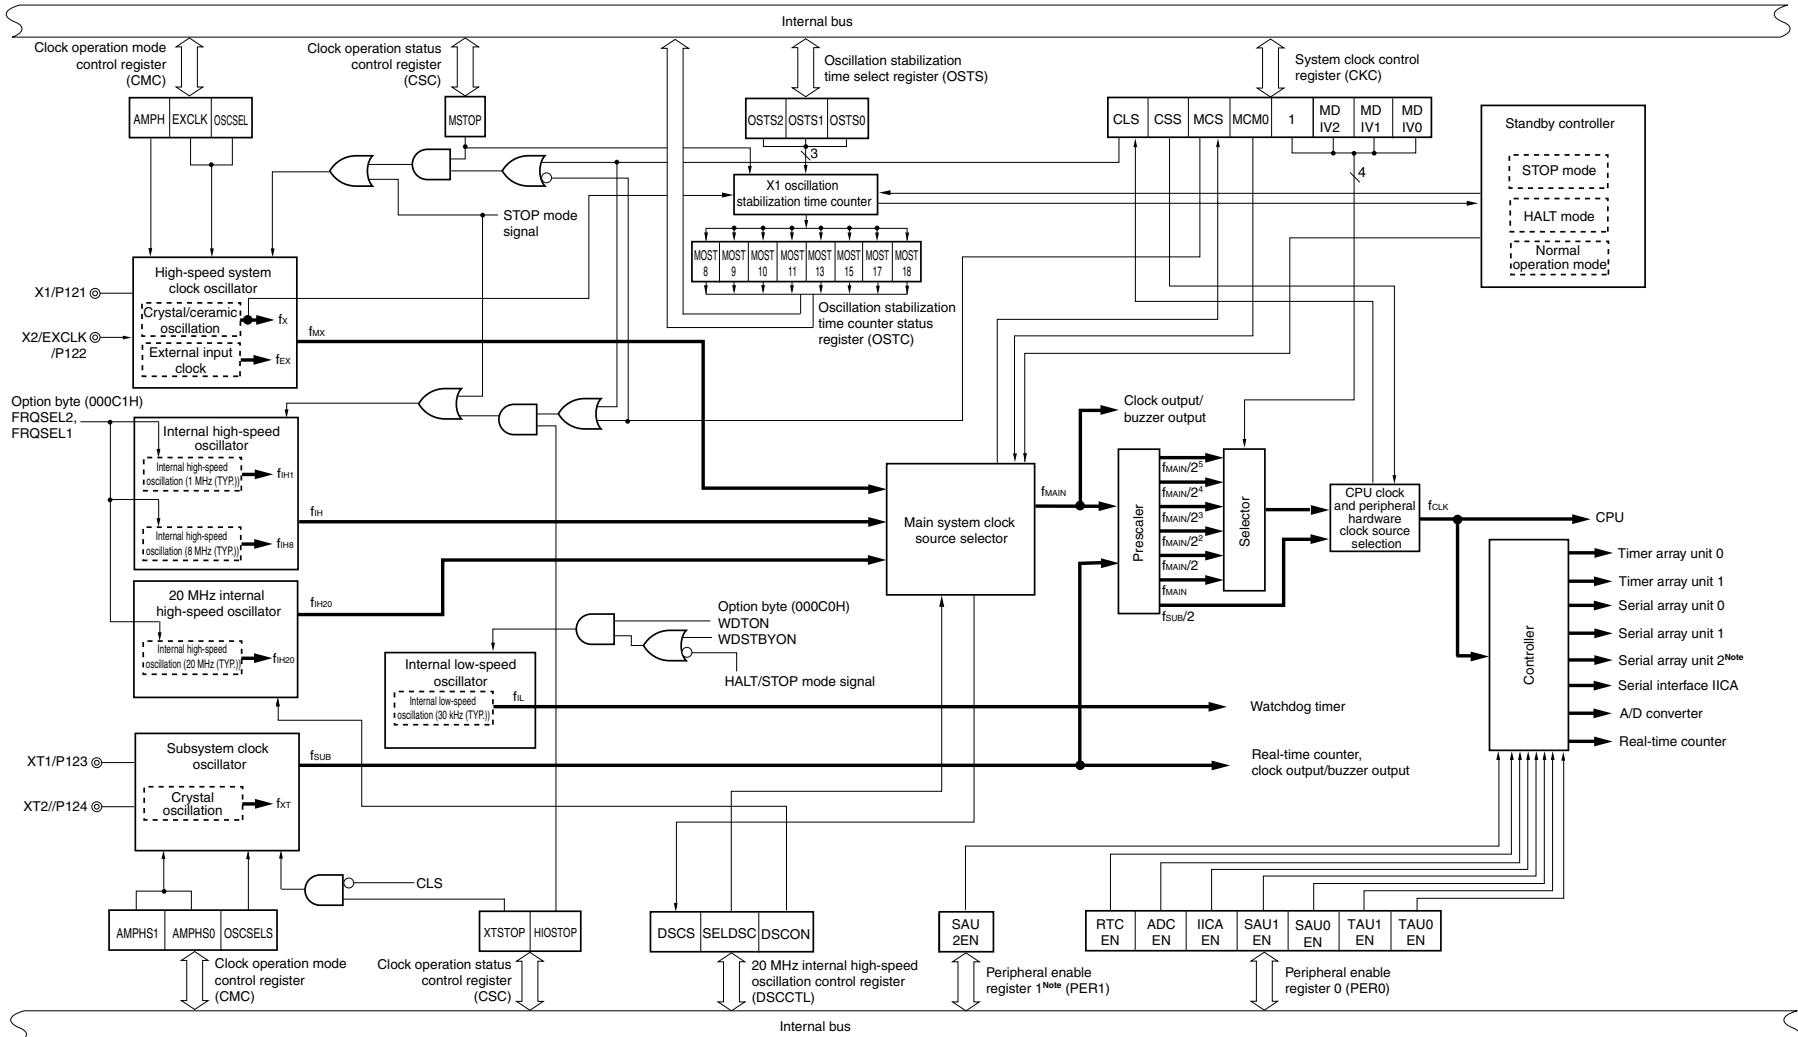 Internal bus
Clock operation mode
control register
(CMC)
Clock operation status
control register
(CSC)
Oscillation stabilization
time select register (OSTS)
System clock control
register (CKC)
AMPH
EXCLK
OSCSEL
MSTOP
OSTS2
OSTS1
OSTS0
CLS
CSS
MCS
MCM0
1
MD
IV2
MD
IV1
MD
IV0
Standby controller
STOP mode
HALT mode
Normal
operation mode
3
4
X1 oscillation
stabilization time counter
STOP mode
signal
MOST
8
MOST
9
MOST
10
MOST
11
MOST
13
MOST
15
MOST
17
MOST
18
Oscillation stabilization
time counter status
register (OSTC)
High-speed system
clock oscillator
Crystal/ceramic
oscillation
fX
External input
clock
fEX
X1/P121
X2/EXCLK
/P122
fMX
Option byte (000C1H)
FRQSEL2,
FRQSEL1
Internal high-speed
oscillator
Internal high-speed
oscillation (1 MHz (TYP.))
fIH1
Internal high-speed
oscillation (8 MHz (TYP.))
fIH8
fIH
20 MHz internal
high-speed oscillator
Internal high-speed
oscillation (20 MHz (TYP.))
fIH20
fIH20
Main system clock
source selector
fMAIN
Clock output/
buzzer output
Prescaler
fMAIN/2⁵
fMAIN/2⁴
fMAIN/2³
fMAIN/2²
fMAIN/2
fMAIN
fSUB/2
Selector
CPU clock
and peripheral
hardware
clock source
selection
fCLK
CPU
Controller
Timer array unit 0
Timer array unit 1
Serial array unit 0
Serial array unit 1
Serial array unit 2Note
Serial interface IICA
A/D converter
Real-time counter
Option byte (000C0H)
WDTON
WDSTBYON
HALT/STOP mode signal
Internal low-speed
oscillator
Internal low-speed
oscillation (30 kHz (TYP.))
fIL
Watchdog timer
Subsystem clock
oscillator
Crystal
oscillation
fXT
XT1/P123
XT2//P124
fSUB
Real-time counter,
clock output/buzzer output
CLS
AMPHS1
AMPHS0
OSCSELS
XTSTOP
HIOSTOP
DSCS
SELDSC
DSCON
SAU
2EN
RTC
EN
ADC
EN
IICA
EN
SAU1
EN
SAU0
EN
TAU1
EN
TAU0
EN
Clock operation mode
control register
(CMC)
Clock operation status
control register
(CSC)
20 MHz internal high-speed
oscillation control register
(DSCCTL)
Peripheral enable
register 1Note (PER1)
Peripheral enable
register 0 (PER0)
Internal bus